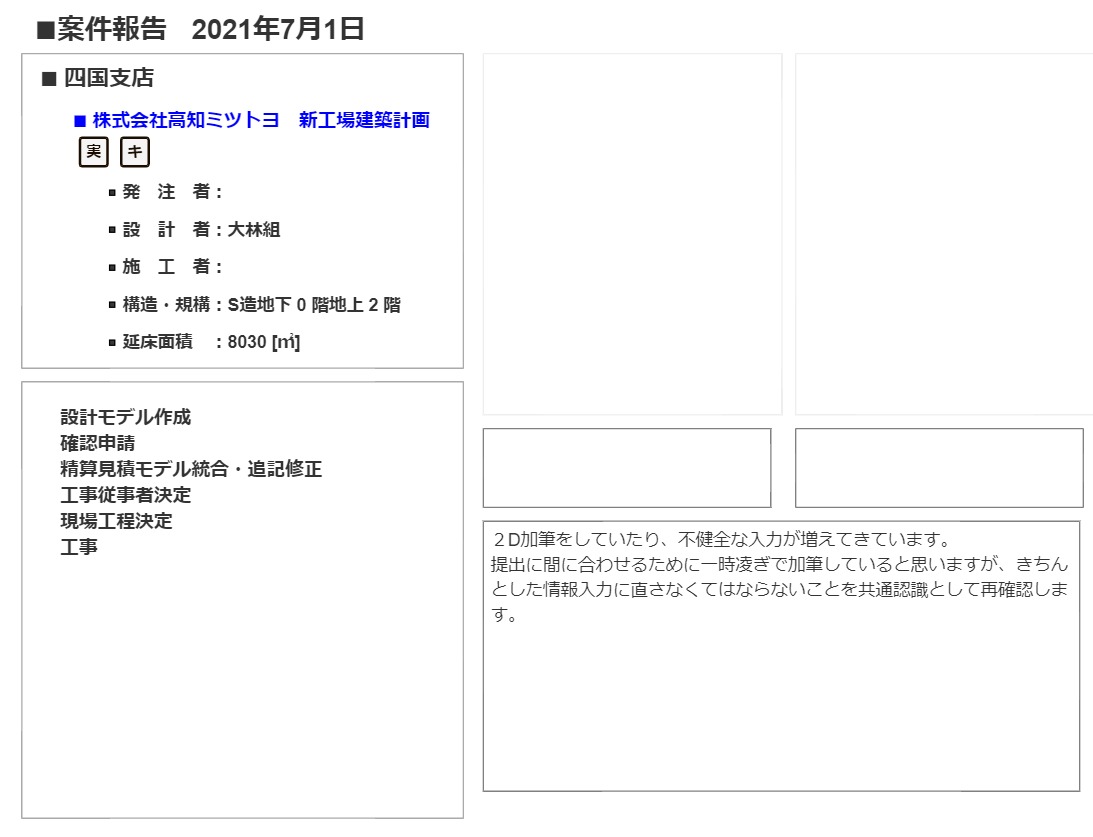 ■案件報告　2021年7月1日
■ 四国支店
■ 株式会社高知ミツトヨ　新工場建築計画
実 キ
▪ 発　注　者：
▪ 設　計　者：大林組
▪ 施　工　者：
▪ 構造・規構：S造地下 0 階地上 2 階
▪ 延床面積　：8030 [㎡]
設計モデル作成
確認申請
精算見積モデル統合・追記修正
工事従事者決定
現場工程決定
工事
２D加筆をしていたり、不健全な入力が増えてきています。
提出に間に合わせるために一時凌ぎで加筆していると思いますが、きちん
とした情報入力に直さなくてはならないことを共通認識として再確認しま
す。